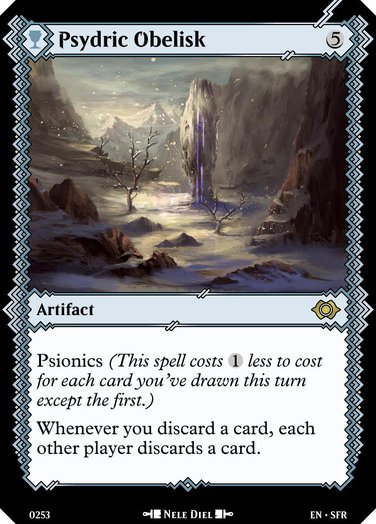 Psydric Obelisk 5
Artifact
Psionics (This spell costs 1 less to cost
for each card you've drawn this turn
except the first.)
Whenever you discard a card, each
other player discards a card.
0253 NELE DIEL EN · SFR